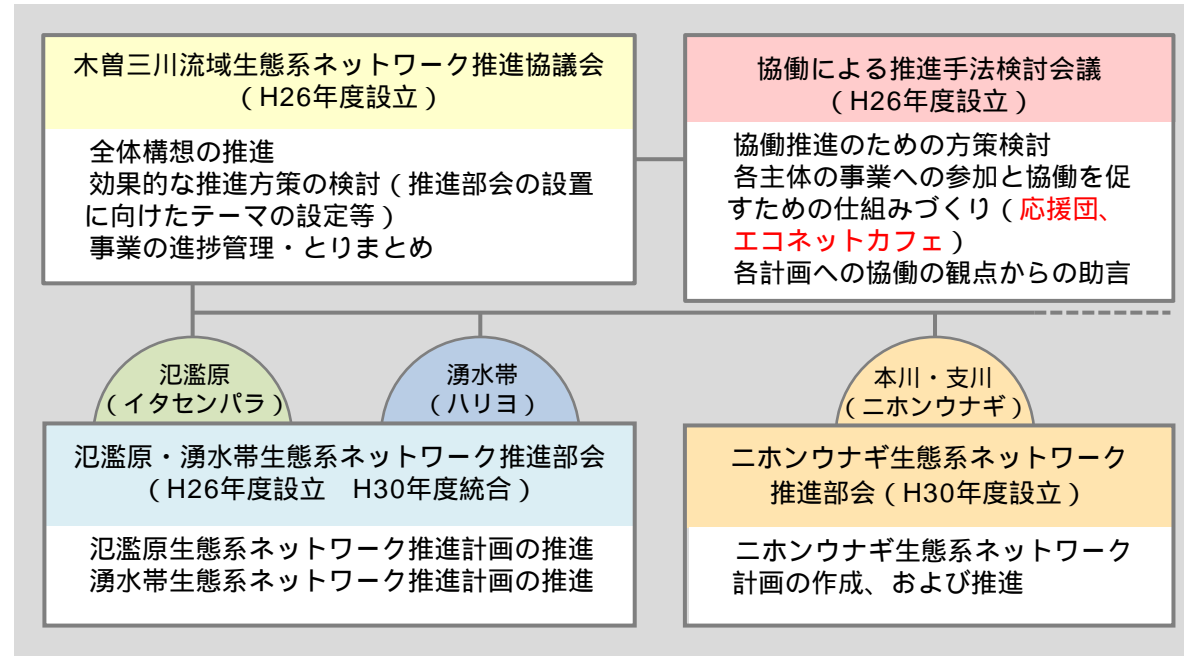 木曽三川流域生態系ネットワーク推進協議会
（H26年度設立）
全体構想の推進
効果的な推進方策の検討（推進部会の設置
に向けたテーマの設定等）
事業の進捗管理・とりまとめ
協働による推進手法検討会議
（H26年度設立）
協働推進のための方策検討
各主体の事業への参加と協働を促
すための仕組みづくり（応援団、
エコネットカフェ）
各計画への協働の観点からの助言
氾濫原
（イタセンパラ）
湧水帯
（ハリヨ）
本川・支川
（ニホンウナギ）
氾濫原・湧水帯生態系ネットワーク推進部会
（H26年度設立　H30年度統合）
氾濫原生態系ネットワーク推進計画の推進
湧水帯生態系ネットワーク推進計画の推進
ニホンウナギ生態系ネットワーク
推進部会（H30年度設立）
ニホンウナギ生態系ネットワーク
計画の作成、および推進